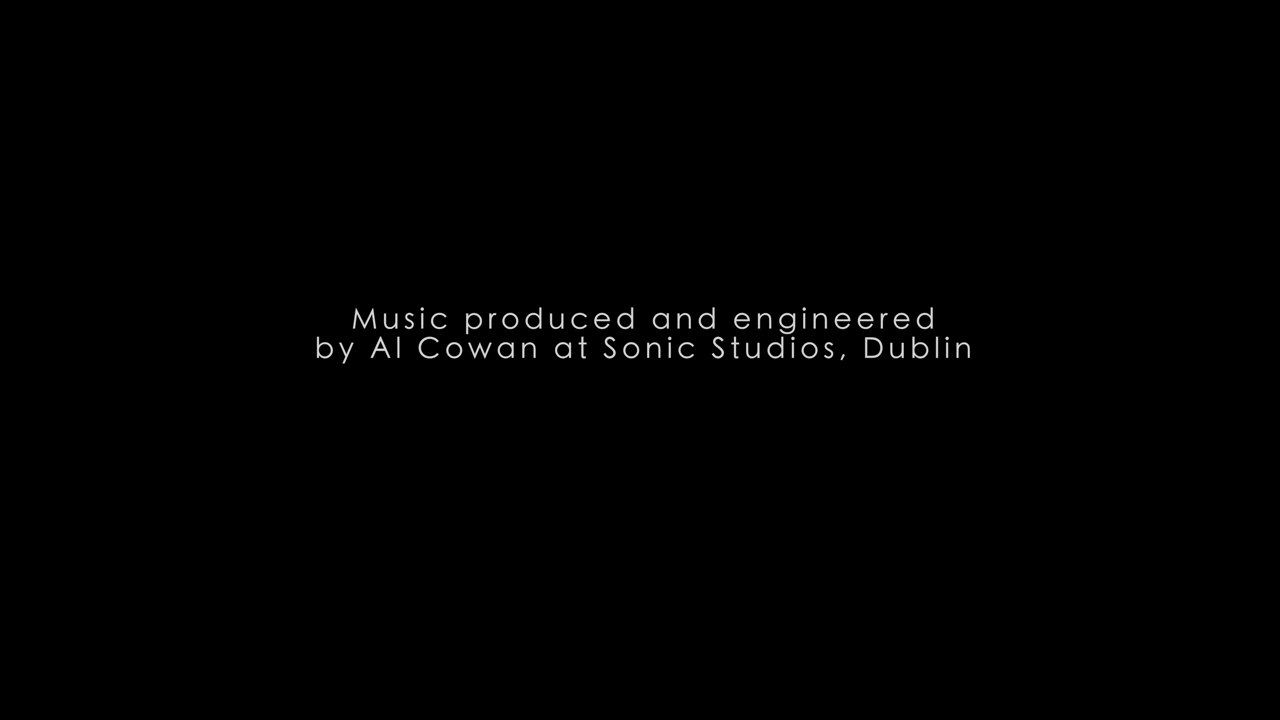 Music produced and engineered
by Al Cowan at Sonic Studios, Dublin